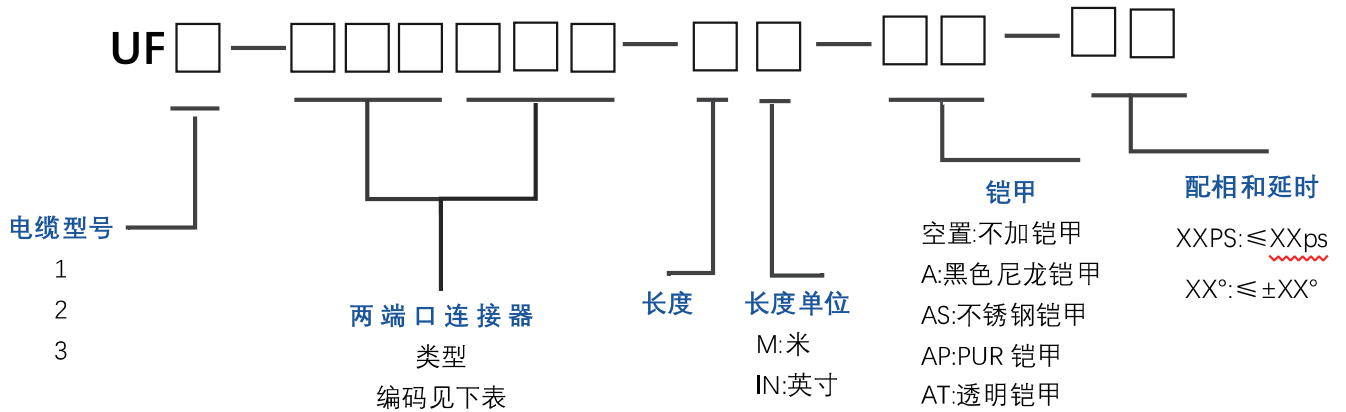 UF
电缆型号
1
2
3
两端口连接器
类型
编码见下表
长度
长度单位
M:米
IN:英寸
铠甲
空置:不加铠甲
A:黑色尼龙铠甲
AS:不锈钢铠甲
AP:PUR 铠甲
AT:透明铠甲
配相和延时
XXPS:≤XXps
XX°:≤±XX°